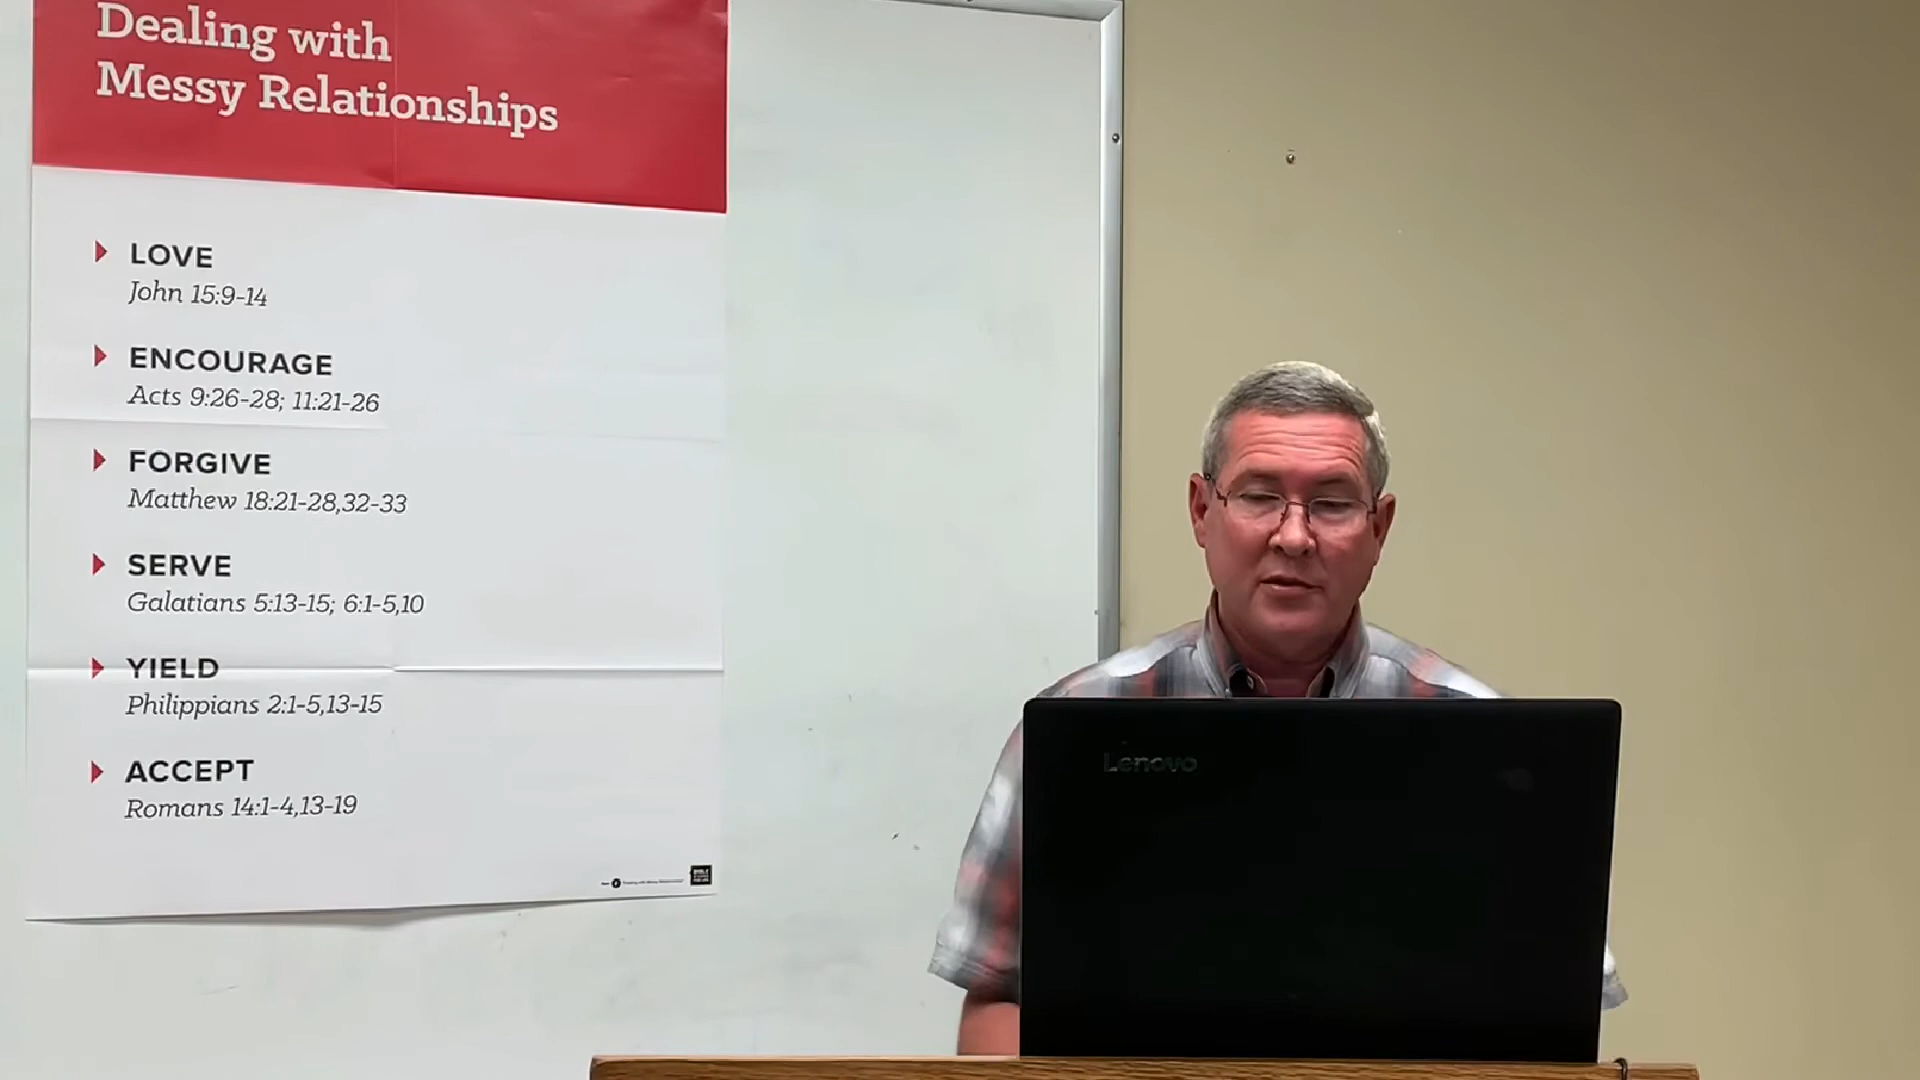 Dealing with
Messy Relationships
LOVE
John 15:9-14
ENCOURAGE
Acts 9:26-28; 11:21-26
FORGIVE
Matthew 18:21-28,32-33
SERVE
Galatians 5:13-15; 6:1-5,10
YIELD
Philippians 2:1-5,13-15
ACCEPT
Romans 14:1-4,13-19
Lenovo